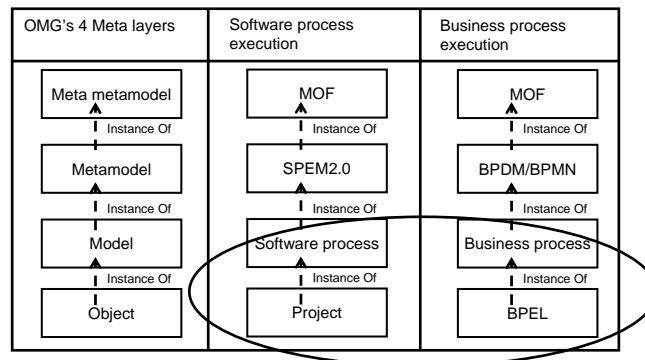 OMG's 4 Meta layers
Software process
execution
Business process
execution
Meta metamodel
MOF
MOF
Instance Of
Instance Of
Instance Of
Metamodel
SPEM2.0
BPDM/BPMN
Instance Of
Instance Of
Instance Of
Model
Software process
Business process
Instance Of
Instance Of
Instance Of
Object
Project
BPEL